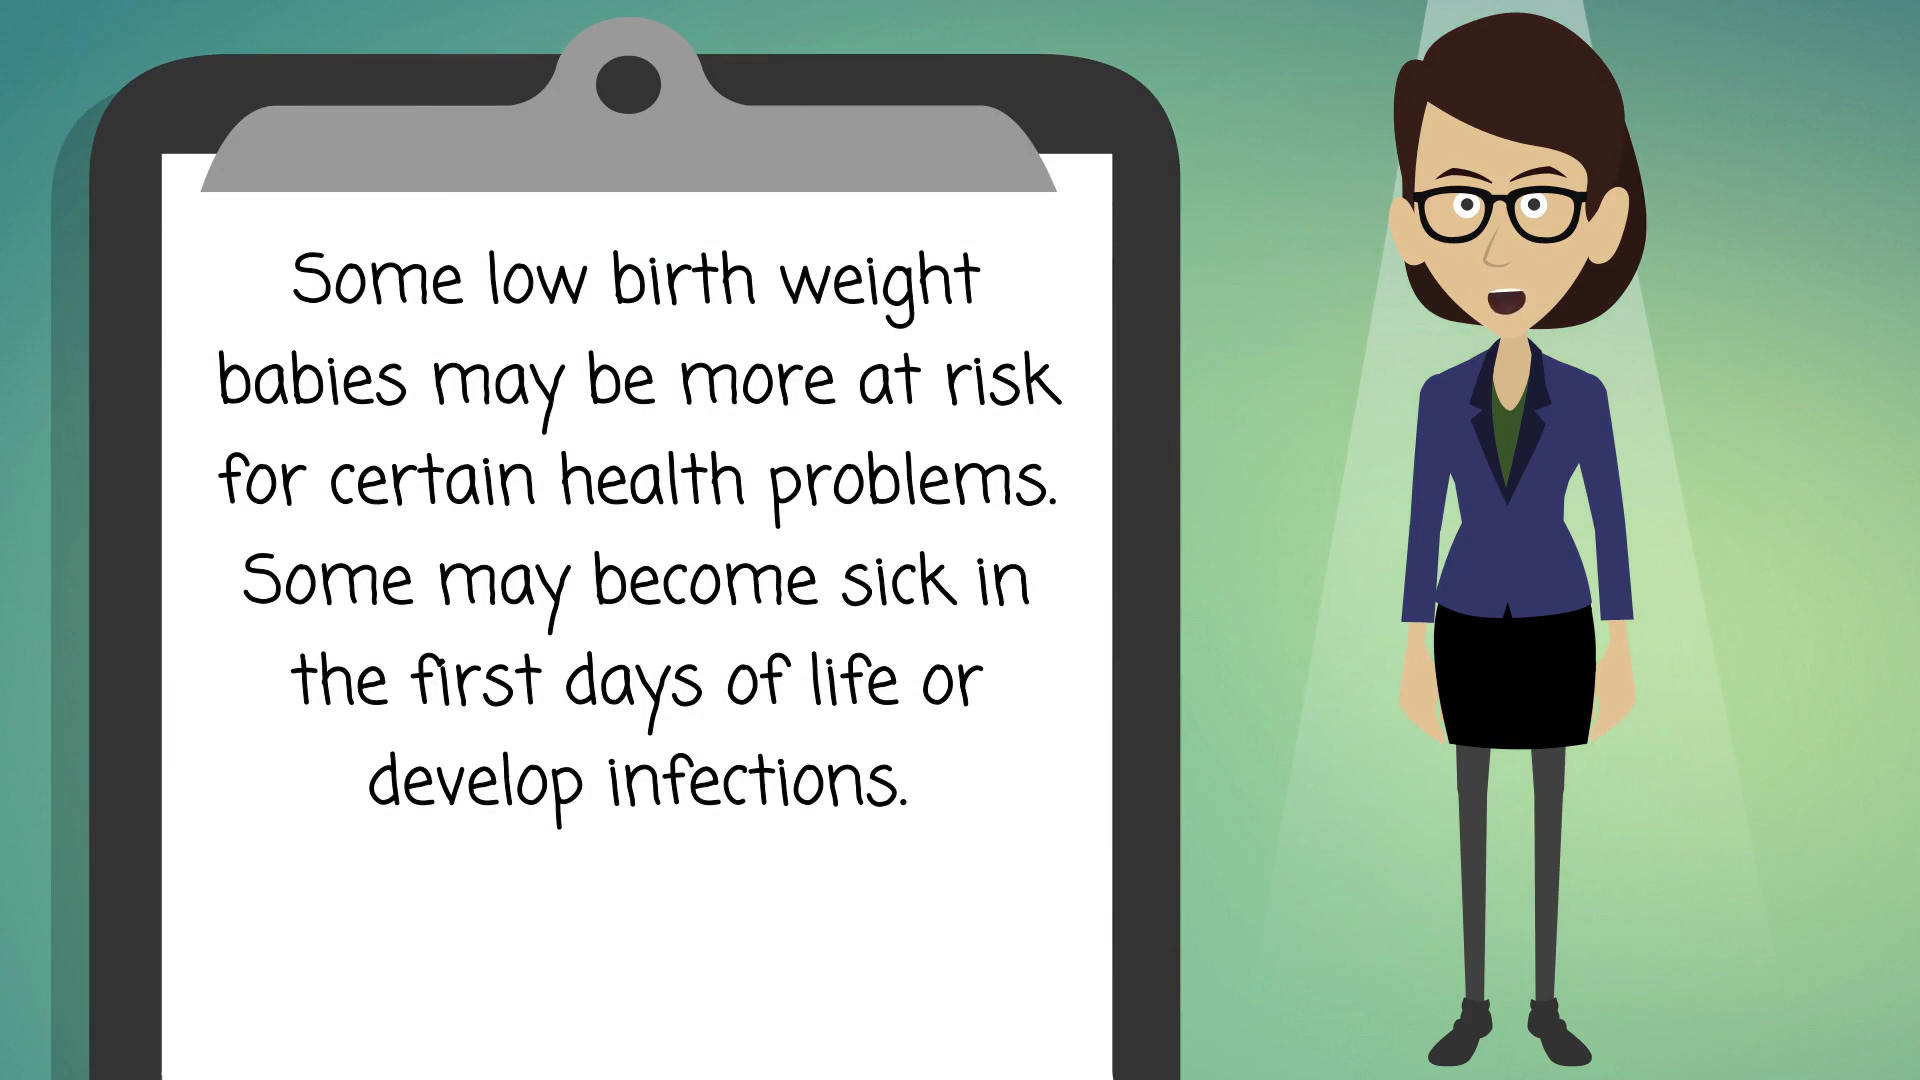 Some low birth weight
babies may be more at risk
for certain health problems.
Some may become sick in
the first days of life or
develop infections.